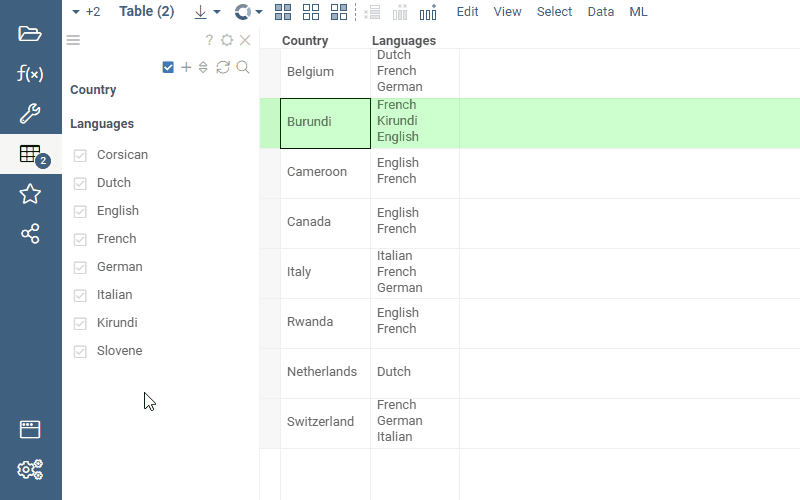 +2 Table (2) Edit View Select Data ML
f(x)
2
?
Country
Languages
Corsican
Dutch
English
French
German
Italian
Kirundi
Slovene
Country Languages
Belgium
Dutch
French
German
Burundi
French
Kirundi
English
Cameroon
English
French
Canada
English
French
Italy
Italian
French
German
Rwanda
English
French
Netherlands
Dutch
Switzerland
French
German
Italian